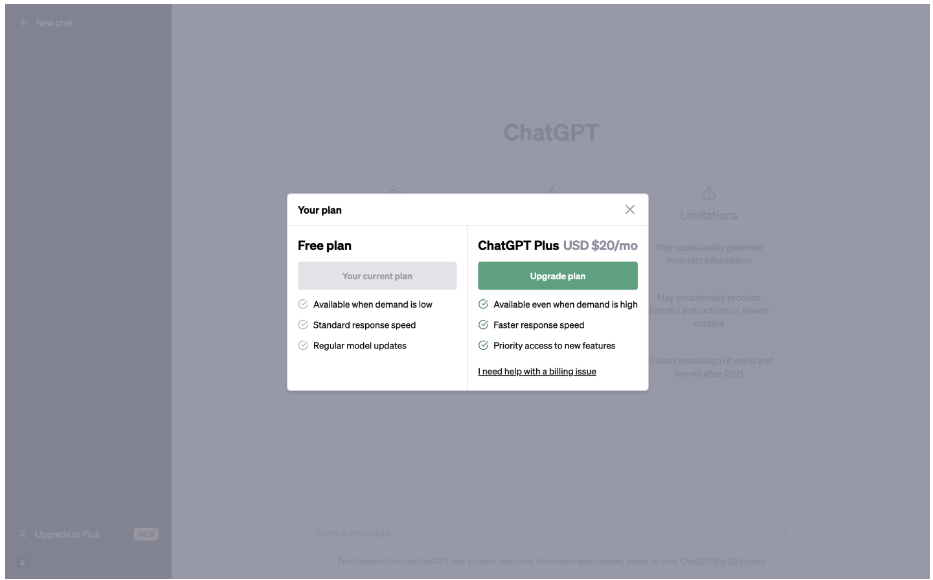 + New chat
ChatGPT
Limitations
May occasionally generate
incorrect information
May occasionally produce
harmful instructions or biased
content
Limited knowledge of world and
events after 2021
Your plan
Free plan
Your current plan
Available when demand is low
Standard response speed
Regular model updates
ChatGPT Plus USD $20/mo
Upgrade plan
Available even when demand is high
Faster response speed
Priority access to new features
I need help with a billing issue
Upgrade to Plus NEW
Send a message.
Free Research Preview. ChatGPT may produce inaccurate information about people, places, or facts.